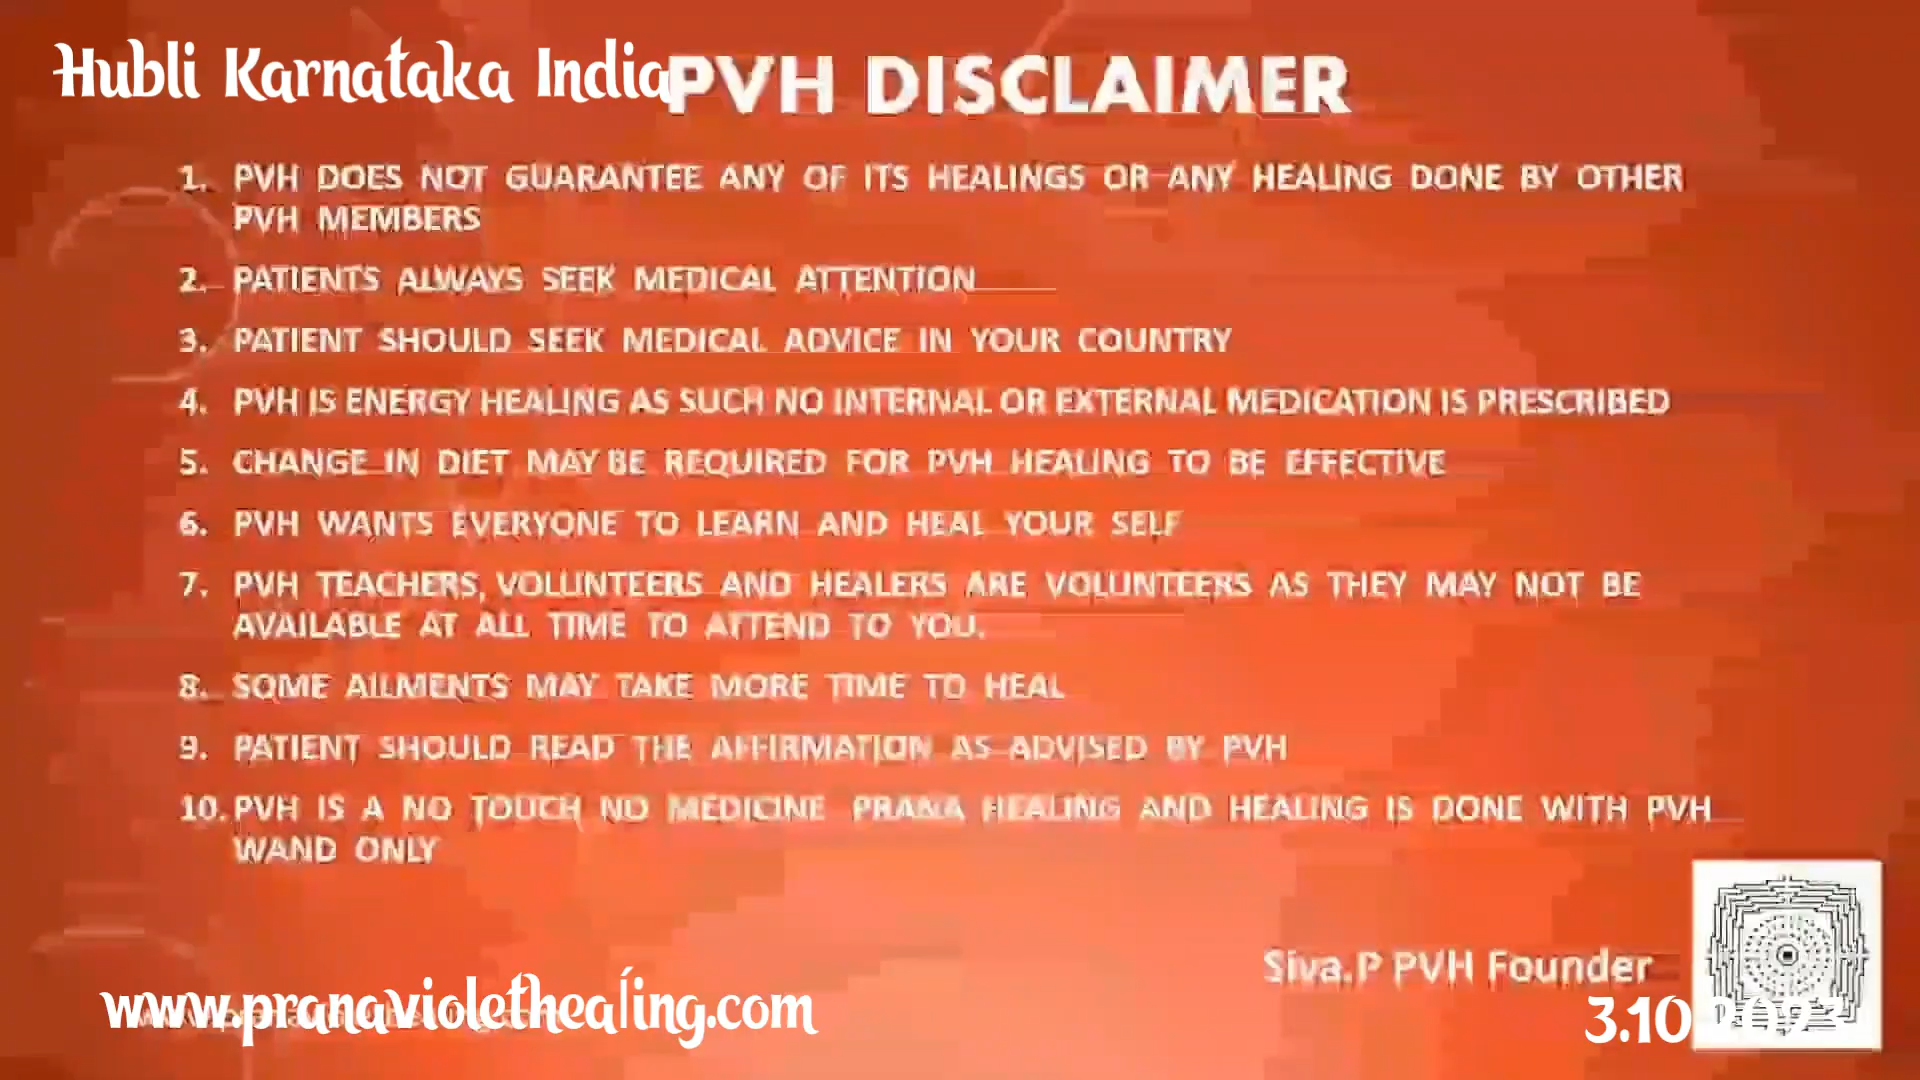 Hubli Karnataka India
PVH DISCLAIMER
1. PVH DOES NOT GUARANTEE ANY OF ITS HEALINGS OR ANY HEALING DONE BY OTHER
PVH MEMBERS
2. PATIENTS ALWAYS SEEK MEDICAL ATTENTION
3. PATIENT SHOULD SEEK MEDICAL ADVICE IN YOUR COUNTRY
4. PVH IS ENERGY HEALING AS SUCH NO INTERNAL OR EXTERNAL MEDICATION IS PRESCRIBED
5. CHANGE IN DIET MAY BE REQUIRED FOR PVH HEALING TO BE EFFECTIVE
6. PVH WANTS EVERYONE TO LEARN AND HEAL YOUR SELF
7. PVH TEACHERS, VOLUNTEERS AND HEALERS ARE VOLUNTEERS AS THEY MAY NOT BE
AVAILABLE AT ALL TIME TO ATTEND TO YOU.
8. SOME AILMENTS MAY TAKE MORE TIME TO HEAL
9. PATIENT SHOULD READ THE AFFIRMATION AS ADVISED BY PVH
10. PVH IS A NO TOUCH NO MEDICINE PRANA HEALING AND HEALING IS DONE WITH PVH
WAND ONLY
Siva.P PVH Founder
www.pranaviolethealing.com
3.10